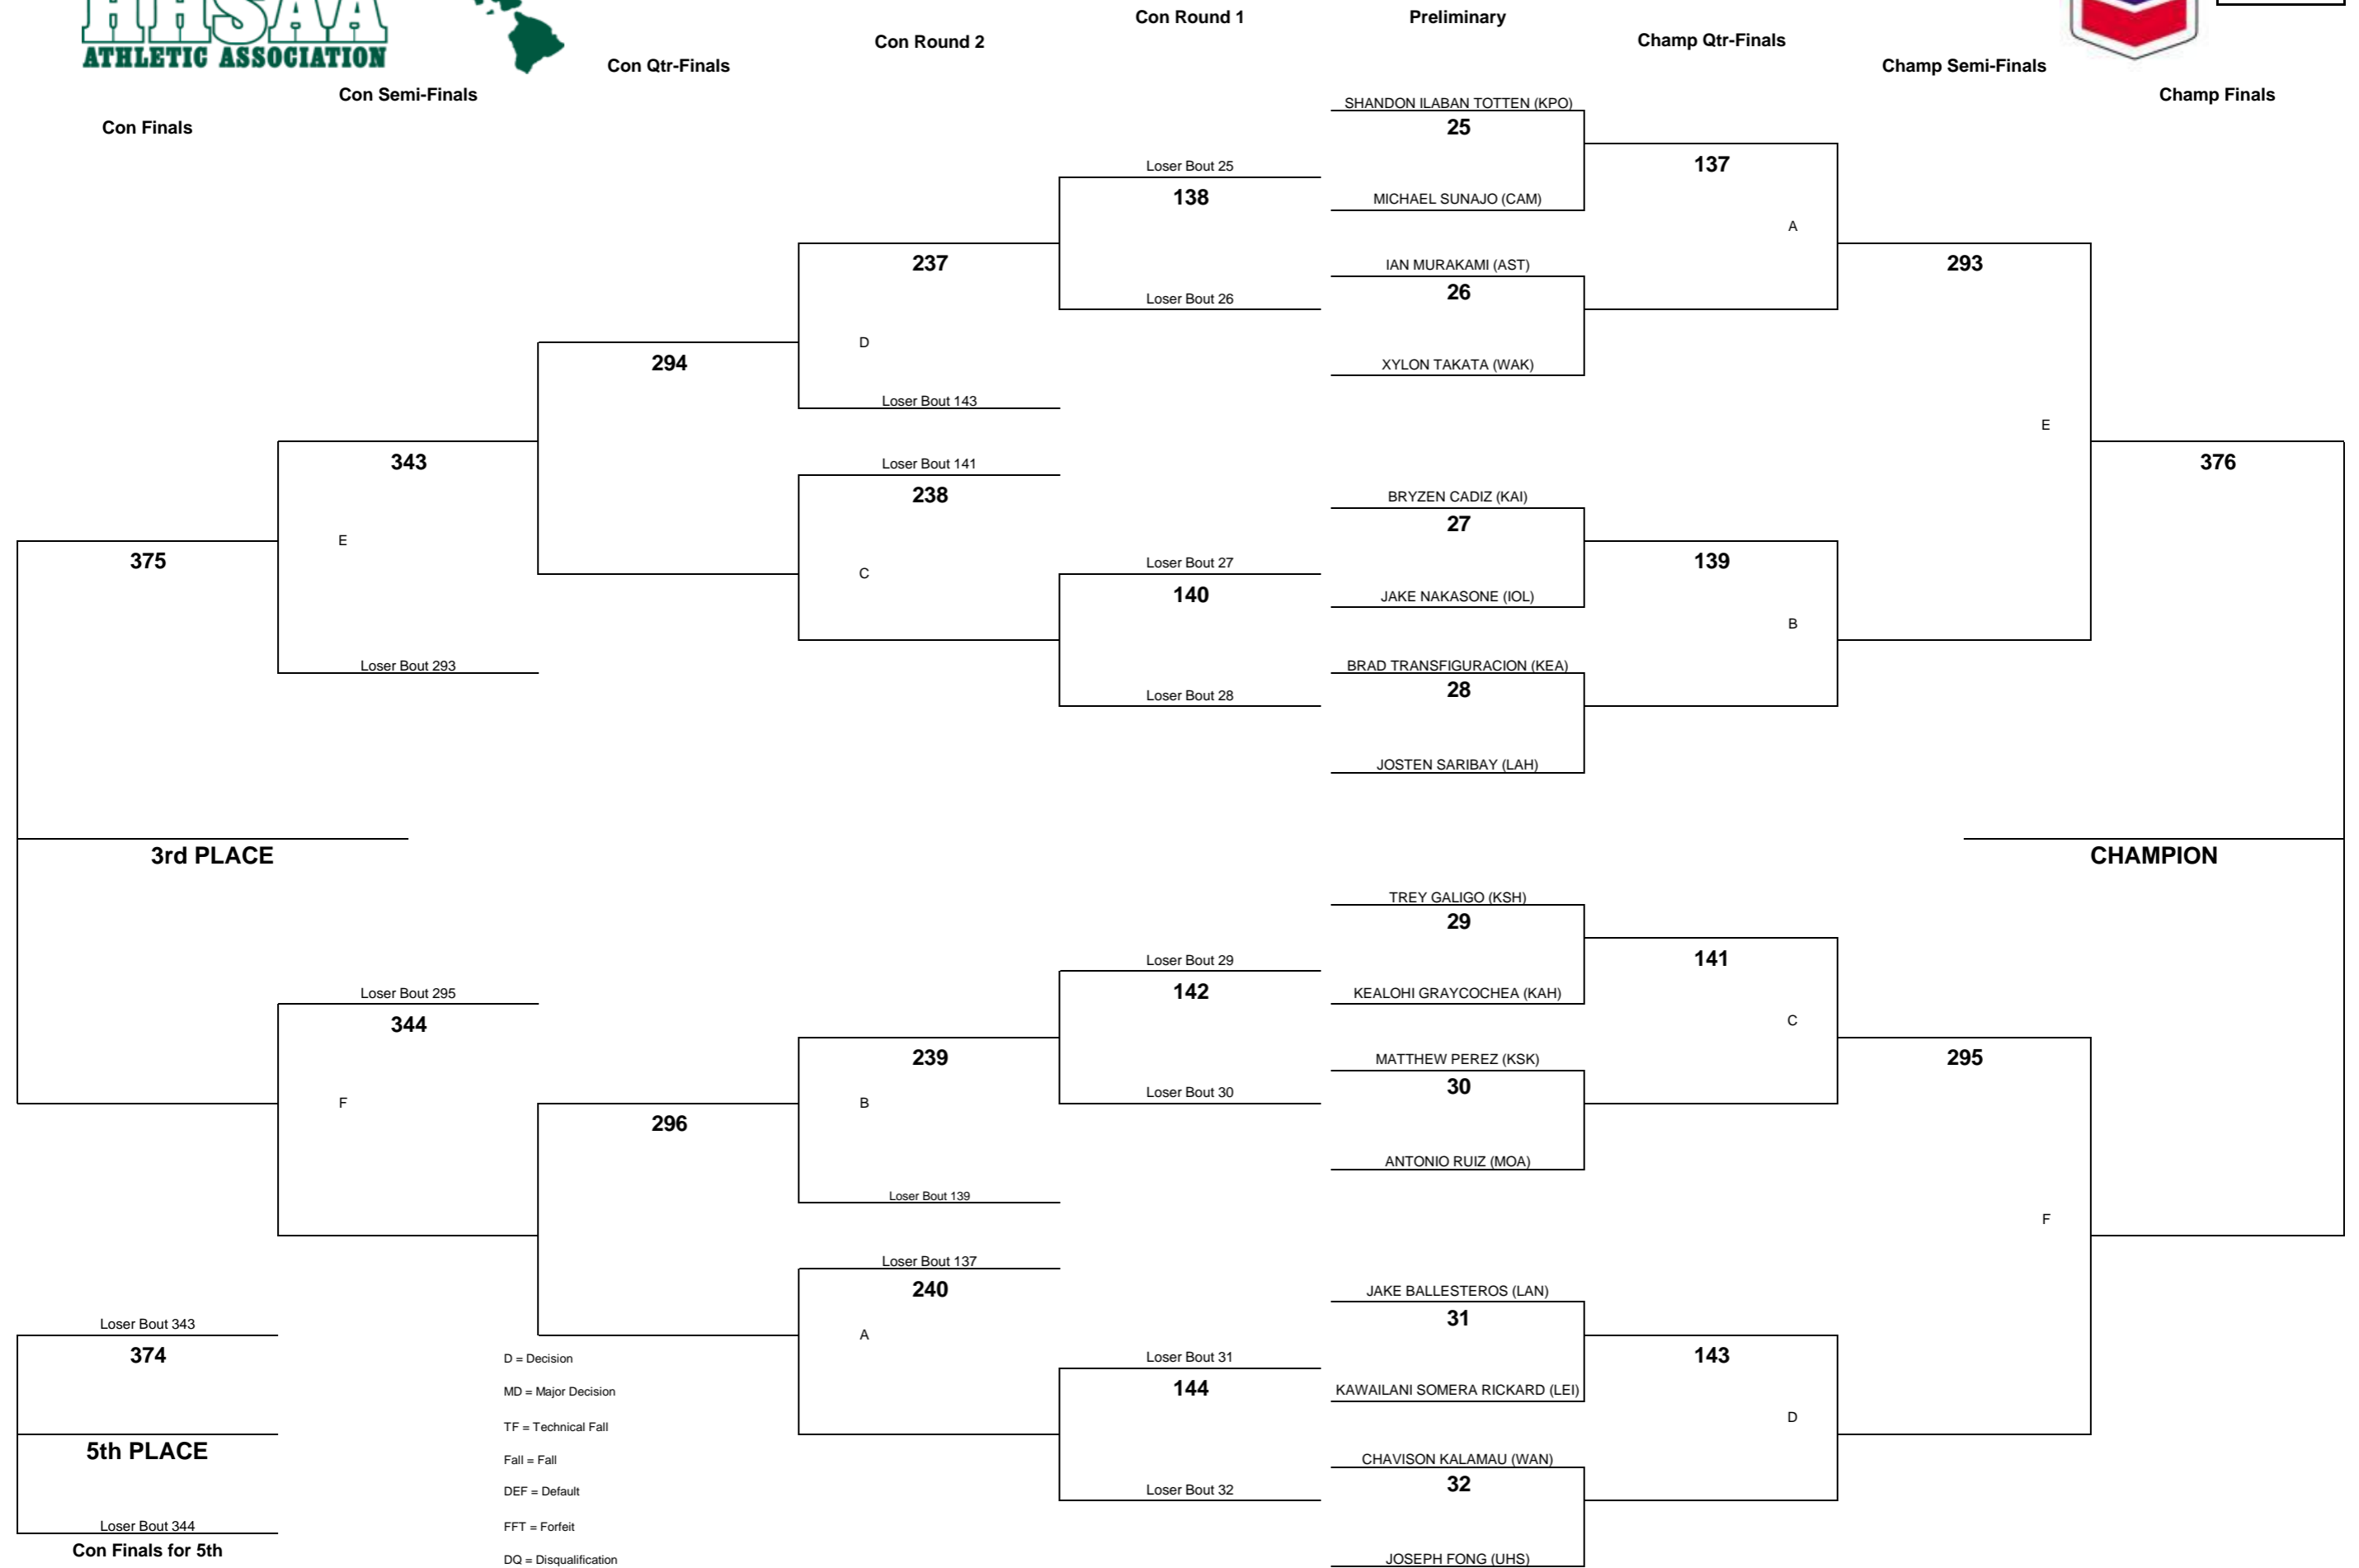 HHSAA
ATHLETIC ASSOCIATION
Con Finals
Con Semi-Finals
Con Qtr-Finals
Con Round 2
Con Round 1
Preliminary
Champ Qtr-Finals
Champ Semi-Finals
Champ Finals
SHANDON ILABAN TOTTEN (KPO)
25
MICHAEL SUNAJO (CAM)
IAN MURAKAMI (AST)
26
XYLON TAKATA (WAK)
BRYZEN CADIZ (KAI)
27
JAKE NAKASONE (IOL)
BRAD TRANSFIGURACION (KEA)
28
JOSTEN SARIBAY (LAH)
TREY GALIGO (KSH)
29
KEALOHI GRAYCOCHEA (KAH)
MATTHEW PEREZ (KSK)
30
ANTONIO RUIZ (MOA)
JAKE BALLESTEROS (LAN)
31
KAWAILANI SOMERA RICKARD (LEI)
CHAVISON KALAMAU (WAN)
32
JOSEPH FONG (UHS)
137
A
139
B
141
C
143
D
293
E
295
F
376
CHAMPION
Loser Bout 25
138
Loser Bout 26
Loser Bout 27
140
Loser Bout 28
Loser Bout 29
142
Loser Bout 30
Loser Bout 31
144
Loser Bout 32
237
D
Loser Bout 143
Loser Bout 141
238
C
239
B
Loser Bout 139
Loser Bout 137
240
A
294
296
343
E
Loser Bout 293
Loser Bout 295
344
F
375
3rd PLACE
Loser Bout 343
374
5th PLACE
Loser Bout 344
Con Finals for 5th
D = Decision
MD = Major Decision
TF = Technical Fall
Fall = Fall
DEF = Default
FFT = Forfeit
DQ = Disqualification